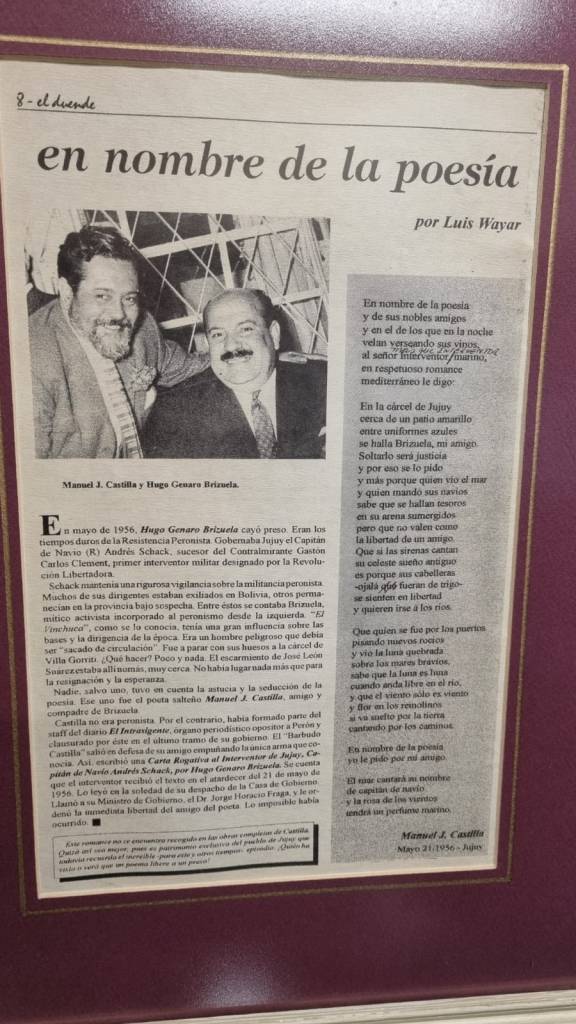 8 - el duende
en nombre de la poesía
por Luis Wayar
Manuel J. Castilla y Hugo Genaro Brizuela.
En mayo de 1956, Hugo Genaro Brizuela cayó preso. Eran los
tiempos duros de la Resistencia Peronista. Gobernaba Jujuy el Capitán
de Navío (R) Andrés Schack, sucesor del Contralmirante Gastón
Carlos Clement, primer interventor militar designado por la Revolu-
ción Libertadora.
Schack mantenía una rigurosa vigilancia sobre la militancia peronista.
Muchos de sus dirigentes estaban exiliados en Bolivia, otros perma-
necían en la provincia bajo sospecha. Entre éstos se contaba Brizuela,
mítico activista incorporado al peronismo desde la izquierda. "El
Vinchuca", como se lo conocía, tenía una gran influencia sobre las
bases y la dirigencia de la época. Era un hombre peligroso que debía
ser "sacado de circulación". Fue a parar con sus huesos a la cárcel de
Villa Gorriti. ¿Qué hacer? Poco y nada. El escarmiento de José León
Suárez estaba allí nomás, muy cerca. No había lugar nada más que para
la resignación y la esperanza.
Nadie, salvo uno, tuvo en cuenta la astucia y la seducción de la
poesía. Ese uno fue el poeta salteño Manuel J. Castilla, amigo y
compadre de Brizuela.
Castilla no era peronista. Por el contrario, había formado parte del
staff del diario El Intrasigente, órgano periodístico opositor a Perón y
clausurado por éste en el último tramo de su gobierno. El "Barbudo
Castilla" salió en defensa de su amigo empuñando la única arma que co-
nocía. Así, escribió una Carta Rogativa al Interventor de Jujuy, Ca-
pitán de Navío Andrés Schack, por Hugo Genaro Brizuela. Se cuenta
que el interventor recibió el texto en el atardecer del 21 de mayo de
1956. Lo leyó en la soledad de su despacho de la Casa de Gobierno.
Llamó a su Ministro de Gobierno, el Dr. Jorge Horacio Fraga, y le or-
denó la inmediata libertad del amigo del poeta. Lo imposible había
ocurrido.
Este romance no se encuentra recogido en las obras completas de Castilla.
Quizá así sea mejor, pues es patrimonio exclusivo del pueblo de Jujuy que
todavía recuerda el increíble -para este y otros tiempos- episodio. ¡Quién ha
visto o verá que un poema libere a un preso!
En nombre de la poesía
y de sus nobles amigos
y en el de los que en la noche
velan verseando sus vinos,
al señor Interventor/marino,
en respetuoso romance
mediterráneo le digo:
En la cárcel de Jujuy
cerca de un patio amarillo
entre uniformes azules
se halla Brizuela, mi amigo.
Soltarlo será justicia
y por eso se lo pido
y más porque quien vio el mar
y quien mandó sus navíos
sabe que se hallan tesoros
en su arena sumergidos
pero que no valen como
la libertad de un amigo.
Que si las sirenas cantan
su celeste sueño antiguo
es porque sus cabelleras
-ojalá qué fueran de trigo-
se sienten en libertad
y quieren irse a los ríos.
Que quien se fue por los puertos
pisando nuevos rocíos
y vio la luna quebrada
sobre los mares bravíos,
sabe que la luna es luna
cuando anda libre en el río,
y que el viento sólo es viento
y flor en los remolinos
si va suelto por la tierra
cantando por los caminos.
En nombre de la poesía
yo le pido por mi amigo.
El mar cantará su nombre
de capitán de navío
y la rosa de los vientos
tendrá un perfume marino.
Manuel J. Castilla
Mayo 21/1956 - Jujuy